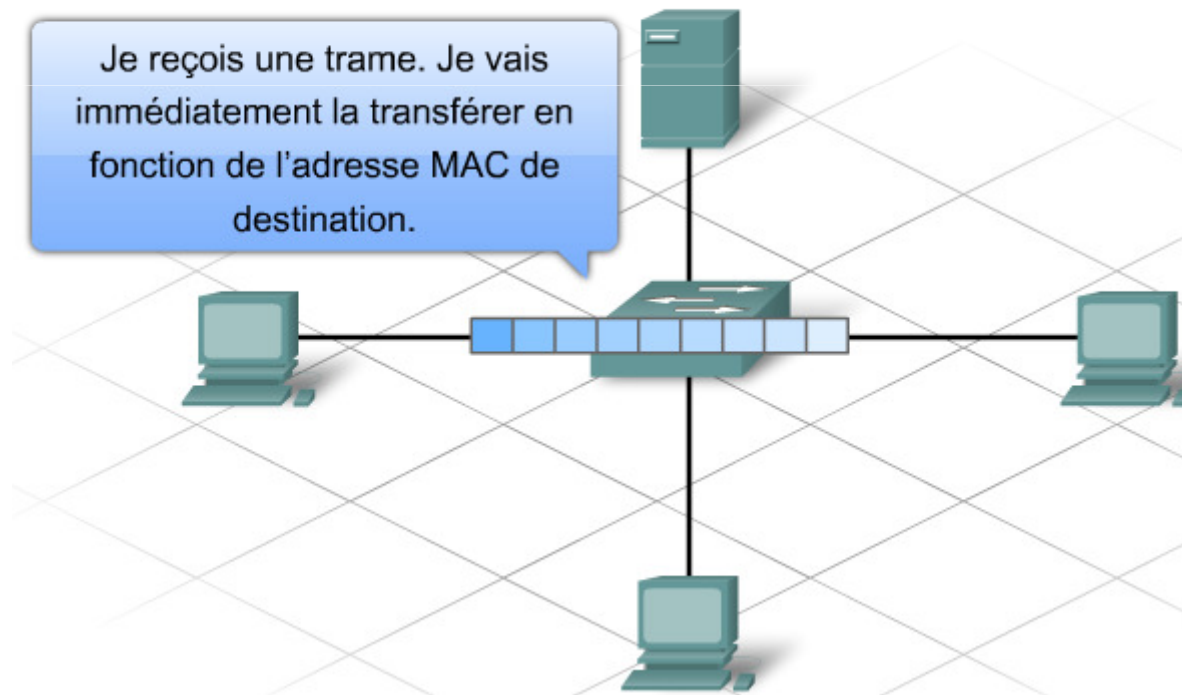 Je reçois une trame. Je vais
immédiatement la transférer en
fonction de l’adresse MAC de
destination.